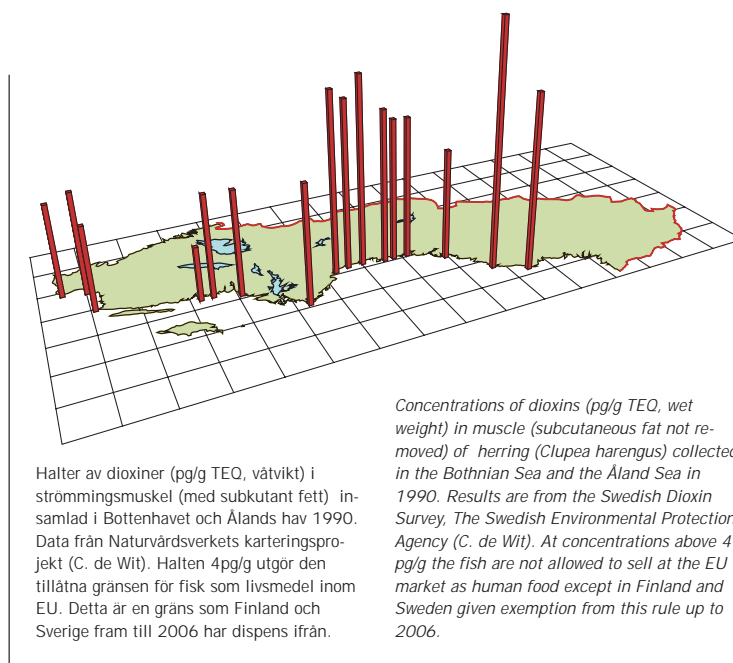 Halter av dioxiner (pg/g TEQ, våtvikt) i
strömmingsmuskel (med subkutant fett) in-
samlad i Bottenhavet och Ålands hav 1990.
Data från Naturvårdsverkets karteringspro-
jekt (C. de Wit). Halten 4pg/g utgör den
tillåtna gränsen för fisk som livsmedel inom
EU. Detta är en gräns som Finland och
Sverige fram till 2006 har dispens ifrån.
Concentrations of dioxins (pg/g TEQ, wet
weight) in muscle (subcutaneous fat not re-
moved) of herring (Clupea harengus) collected
in the Bothnian Sea and the Åland Sea in
1990. Results are from the Swedish Dioxin
Survey, The Swedish Environmental Protection
Agency (C. de Wit). At concentrations above 4
pg/g the fish are not allowed to sell at the EU
market as human food except in Finland and
Sweden given exemption from this rule up to
2006.